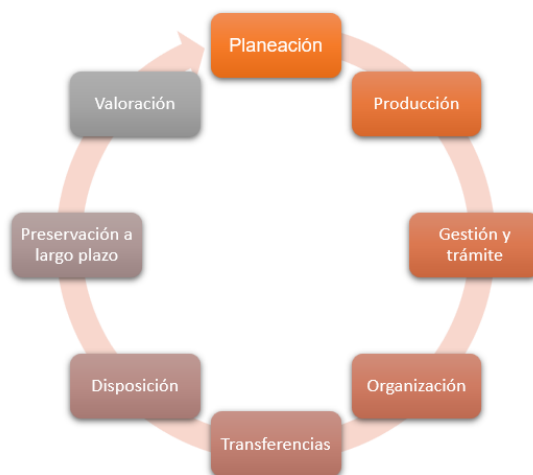 Planeación
Producción
Gestión y
trámite
Organización
Transferencias
Disposición
Preservación a
largo plazo
Valoración